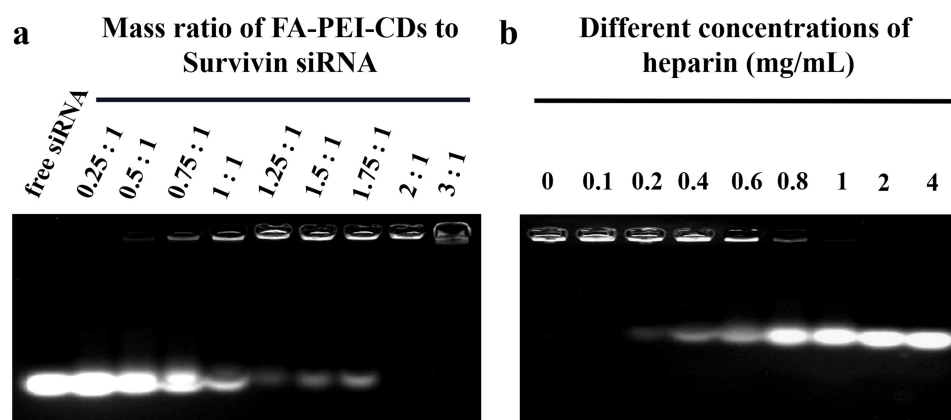 a
Mass ratio of FA-PEI-CDs to
Survivin siRNA
free siRNA
0.25 : 1
0.5 : 1
0.75 : 1
1 : 1
1.25 : 1
1.5 : 1
1.75 : 1
2 : 1
3 : 1
b
Different concentrations of
heparin (mg/mL)
0 0.1 0.2 0.4 0.6 0.8 1 2 4